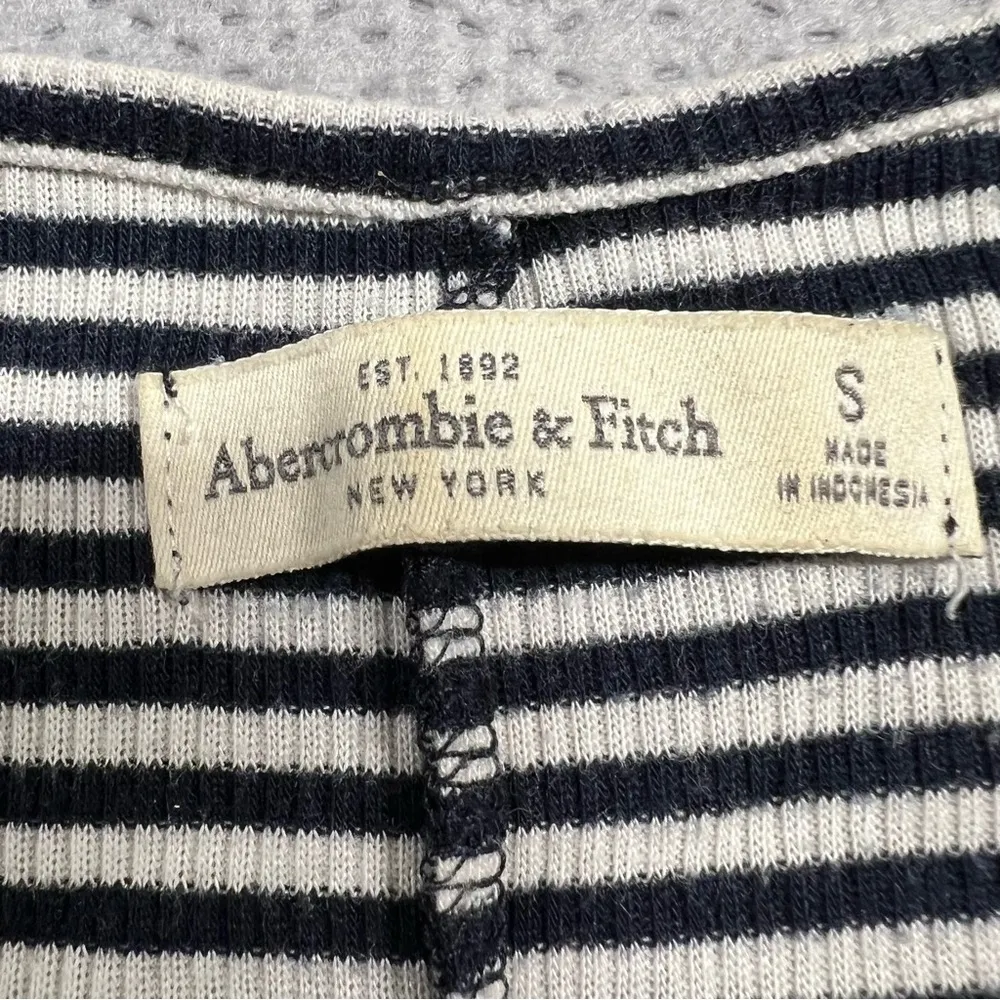 EST. 1892
Abercrombie & Fitch
NEW YORK
S
MADE
IN INDONESIA